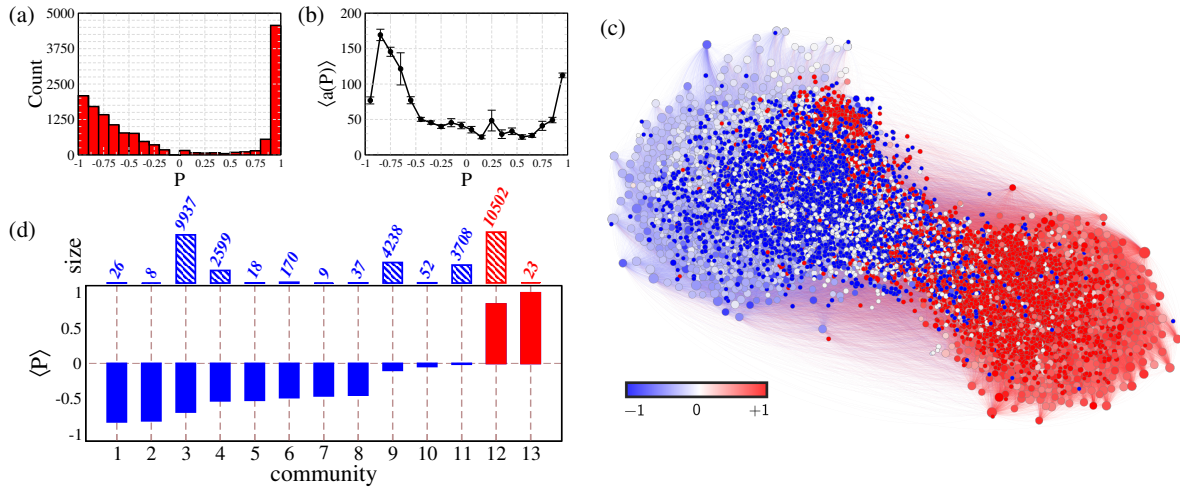 (a)
5000
3750
2500
1250
0
Count
-1 -0.75 -0.5 -0.25 0 0.25 0.5 0.75 1
P
(b)
200
150
100
50
0
⟨a(P)⟩
-1 -0.75 -0.5 -0.25 0 0.25 0.5 0.75 1
P
(c)
−1 0 +1
(d)
size
26 8 9937 2599 18 170 9 37 4238 52 3708 10502 23
1
0.5
0
-0.5
-1
⟨P⟩
1 2 3 4 5 6 7 8 9 10 11 12 13
community